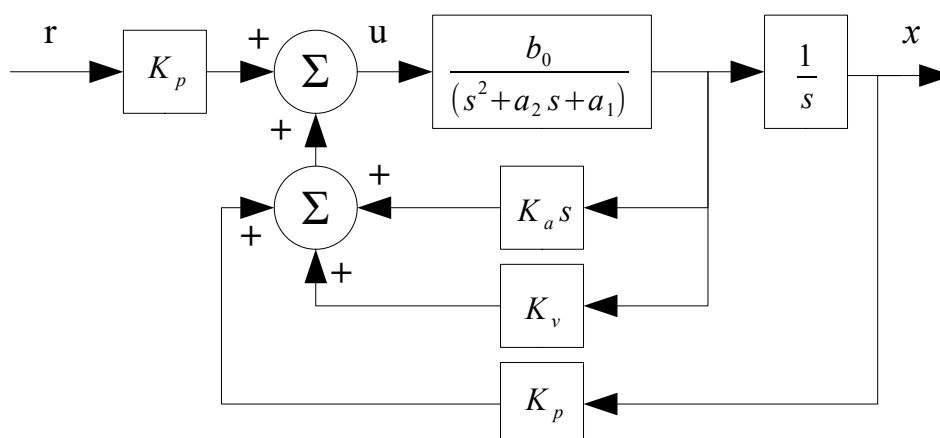 r
K_p
+
Σ
u
b_0
(s^2+a_2 s+a_1)
1
s
x
+
Σ
+
K_a s
+
+
K_v
K_p